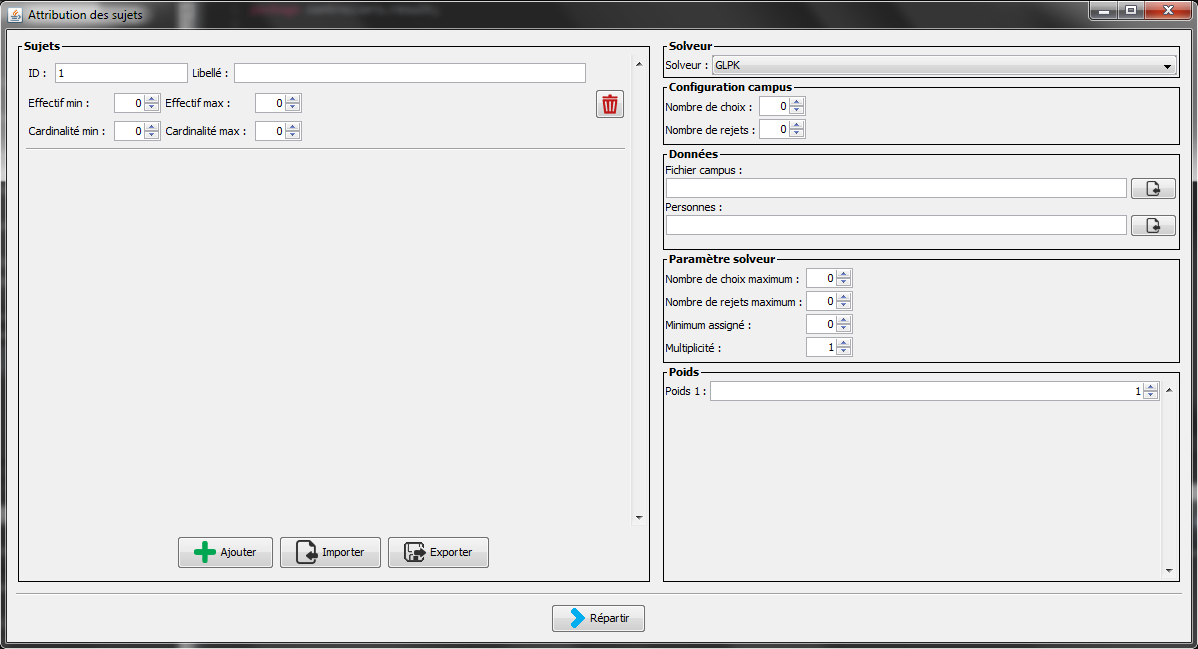 Attribution des sujets
Sujets
ID : 1 Libellé :
Effectif min : 0 Effectif max : 0
Cardinalité min : 0 Cardinalité max : 0
Ajouter Importer Exporter
Solveur
Solveur : GLPK
Configuration campus
Nombre de choix : 0
Nombre de rejets : 0
Données
Fichier campus :
Personnes :
Paramètre solveur
Nombre de choix maximum : 0
Nombre de rejets maximum : 0
Minimum assigné : 0
Multiplicité : 1
Poids
Poids 1 : 1
Répartir